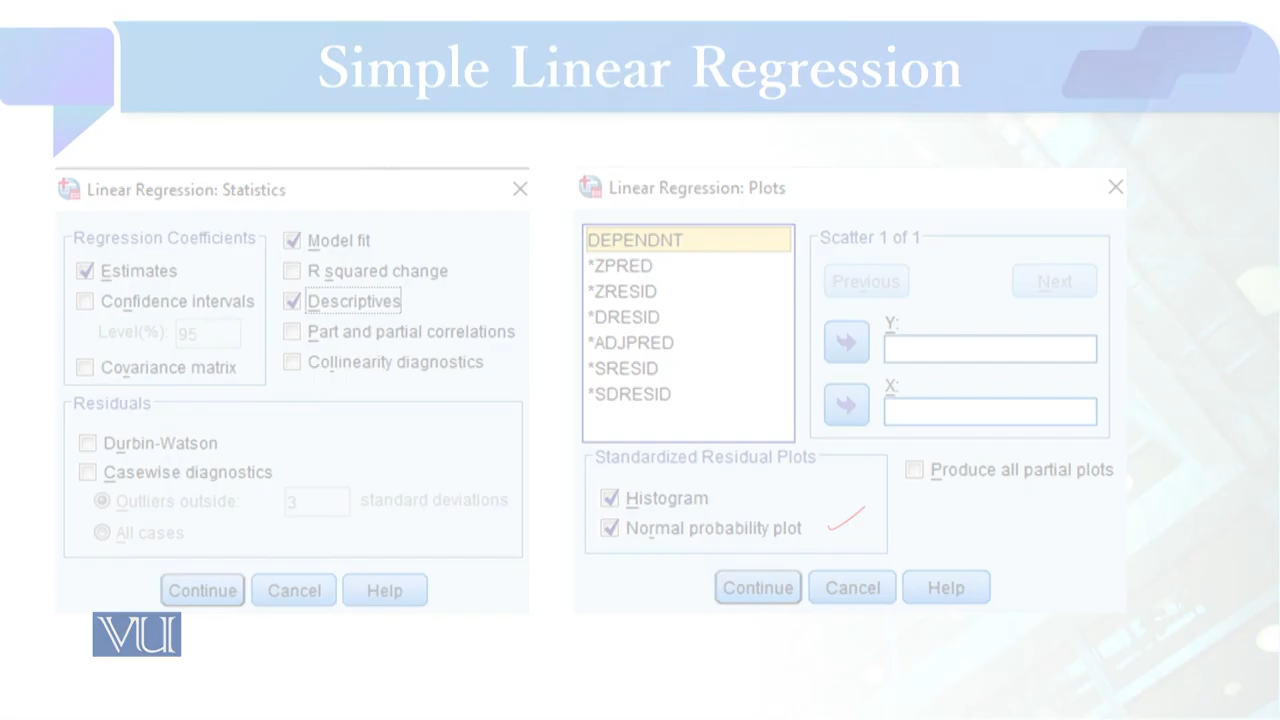 Simple Linear Regression
Linear Regression: Statistics
Regression Coefficients
Estimates
Confidence intervals
Level(%): 95
Covariance matrix
Model fit
R squared change
Descriptives
Part and partial correlations
Collinearity diagnostics
Residuals
Durbin-Watson
Casewise diagnostics
Outliers outside: 3 standard deviations
All cases
Continue Cancel Help
Linear Regression: Plots
DEPENDNT
*ZPRED
*ZRESID
*DRESID
*ADJPRED
*SRESID
*SDRESID
Scatter 1 of 1
Previous Next
Y:
X:
Standardized Residual Plots
Histogram
Normal probability plot
Produce all partial plots
Continue Cancel Help
VU